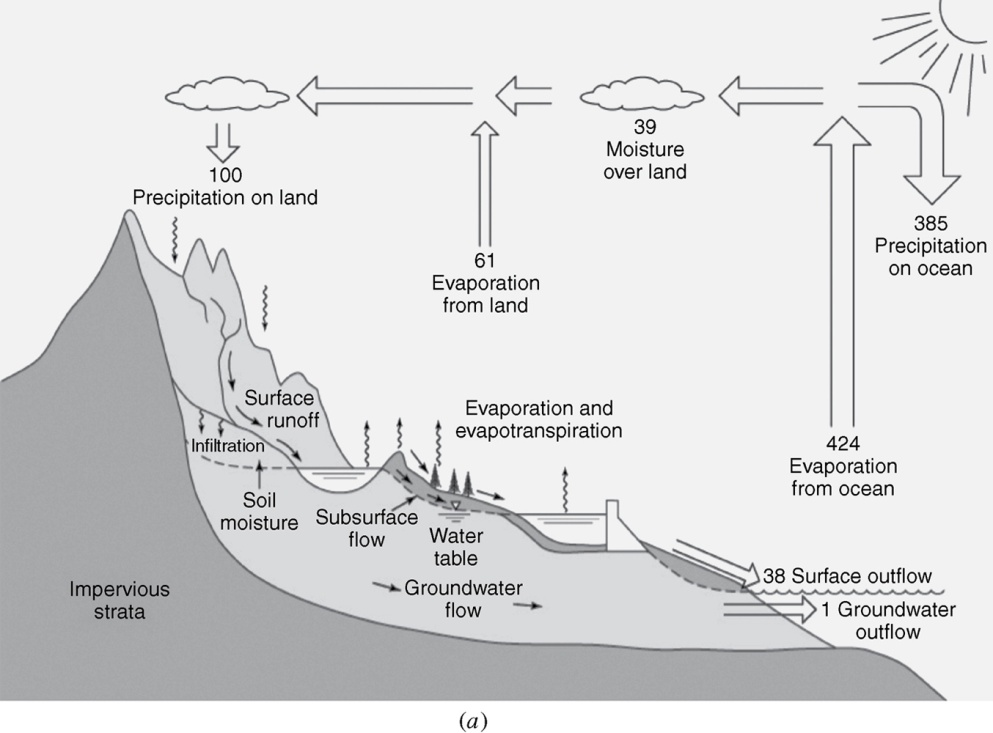 39
Moisture
over land
100
Precipitation on land
385
Precipitation
on ocean
61
Evaporation
from land
Surface
runoff
Evaporation and
evapotranspiration
Infiltration
424
Evaporation
from ocean
Soil
moisture
Subsurface
flow
Water
table
Impervious
strata
Groundwater
flow
38 Surface outflow
1 Groundwater
outflow
(a)